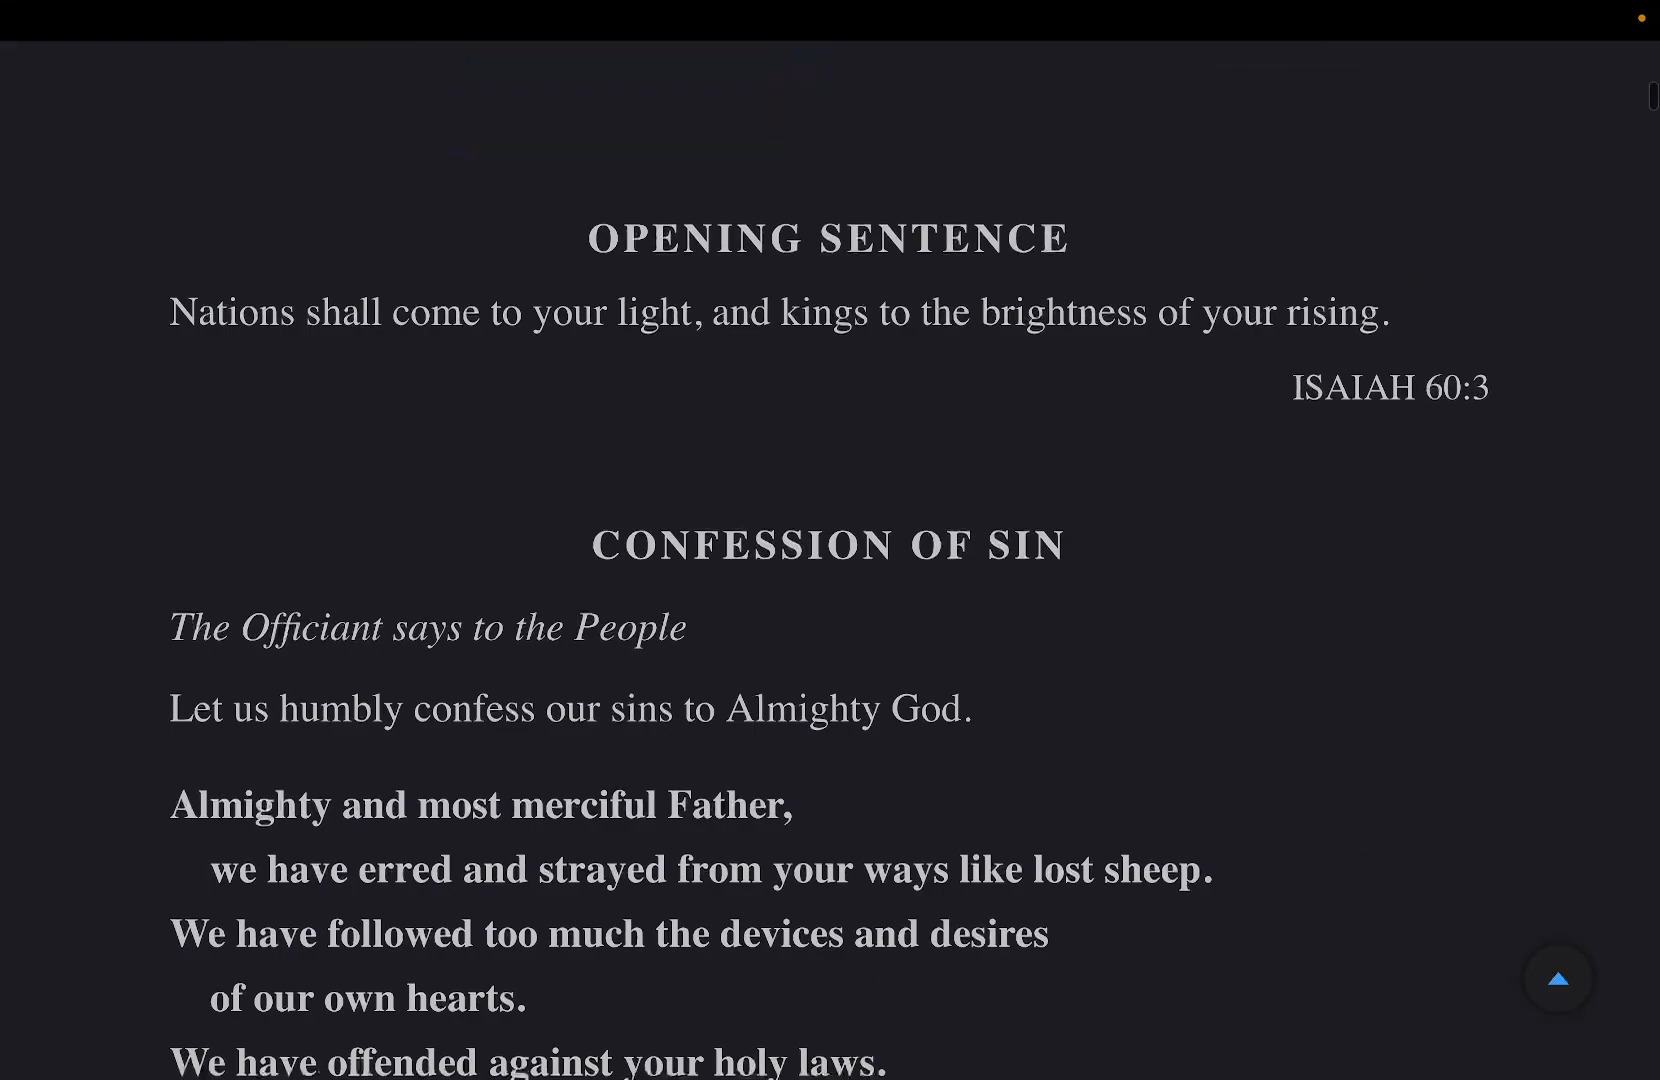 OPENING SENTENCE
Nations shall come to your light, and kings to the brightness of your rising.
ISAIAH 60:3
CONFESSION OF SIN
The Officiant says to the People
Let us humbly confess our sins to Almighty God.
Almighty and most merciful Father,
we have erred and strayed from your ways like lost sheep.
We have followed too much the devices and desires
of our own hearts.
We have offended against your holy laws.